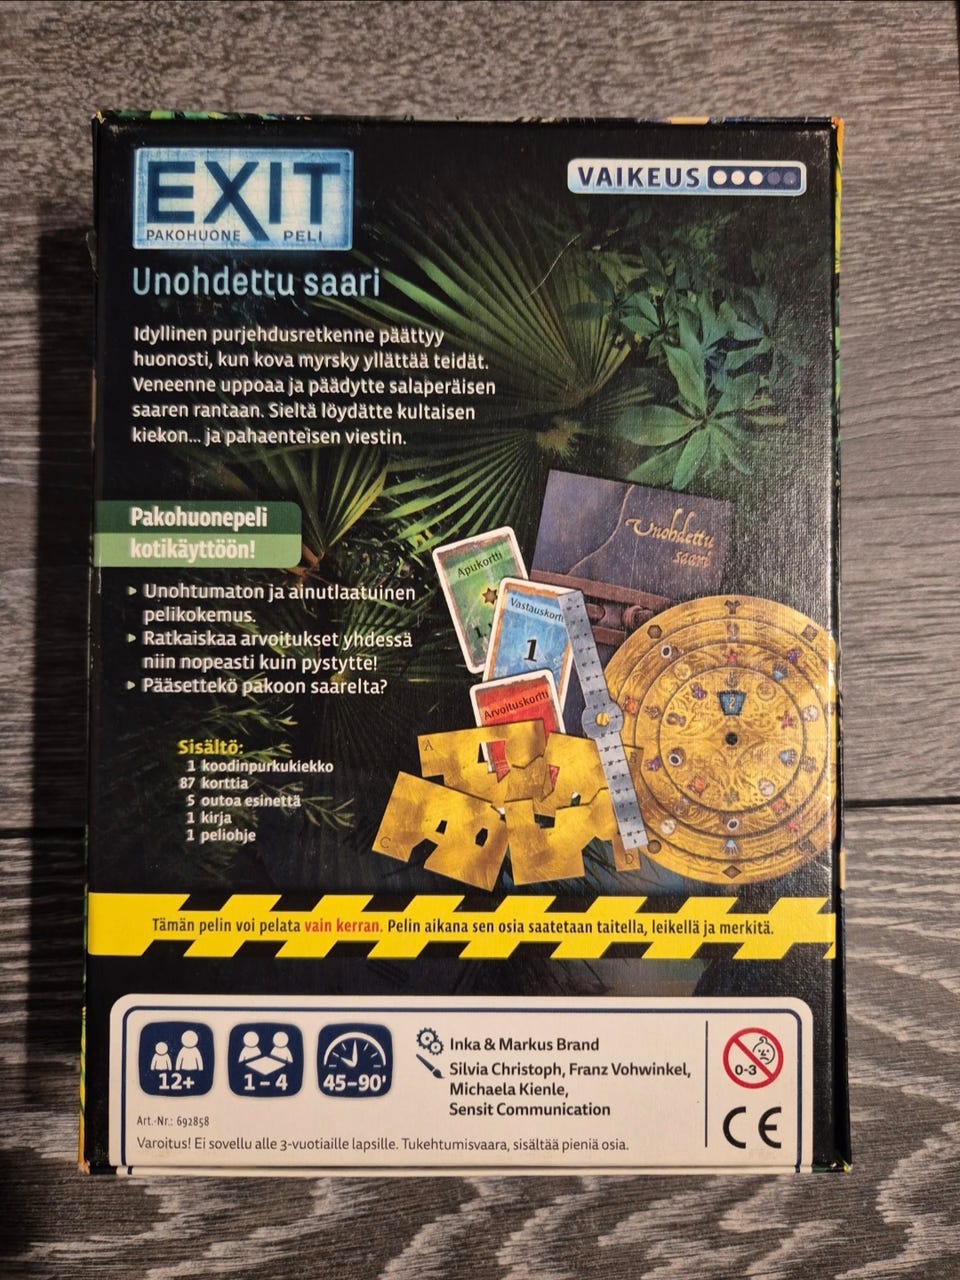 EXIT
PAKOHUONE PELI
VAIKEUS
Unohdettu saari
Idyllinen purjehdusretkenne päättyy
huonosti, kun kova myrsky yllättää teidät.
Veneenne uppoaa ja päädytte salaperäisen
saaren rantaan. Sieltä löydätte kultaisen
kiekon... ja pahaenteisen viestin.
Pakohuonepeli
kotikäyttöön!
▸ Unohtumaton ja ainutlaatuinen
pelikokemus.
▸ Ratkaiskaa arvoitukset yhdessä
niin nopeasti kuin pystytte!
▸ Pääsettekö pakoon saarelta?
Unohdettu
saari
Apukortti
1.
Vastauskortti
1
Arvoituskortti
2
A
C
D
Sisältö:
1 koodinpurkukiekko
87 korttia
5 outoa esinettä
1 kirja
1 peliohje
Tämän pelin voi pelata vain kerran. Pelin aikana sen osia saatetaan taitella, leikellä ja merkitä.
12+
1-4
45-90'
Inka & Markus Brand
Silvia Christoph, Franz Vohwinkel,
Michaela Kienle,
Sensit Communication
0-3
CE
Art.-Nr.: 692858
Varoitus! Ei sovellu alle 3-vuotiaille lapsille. Tukehtumisvaara, sisältää pieniä osia.